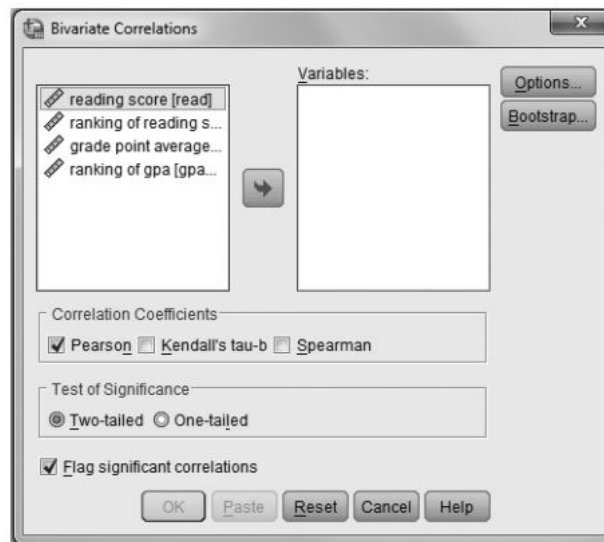 Bivariate Correlations
X
Variables:
reading score [read]
ranking of reading s...
grade point average...
ranking of gpa [gpa...
Options...
Bootstrap...
Correlation Coefficients
Pearson Kendall's tau-b Spearman
Test of Significance
Two-tailed One-tailed
Flag significant correlations
OK Paste Reset Cancel Help